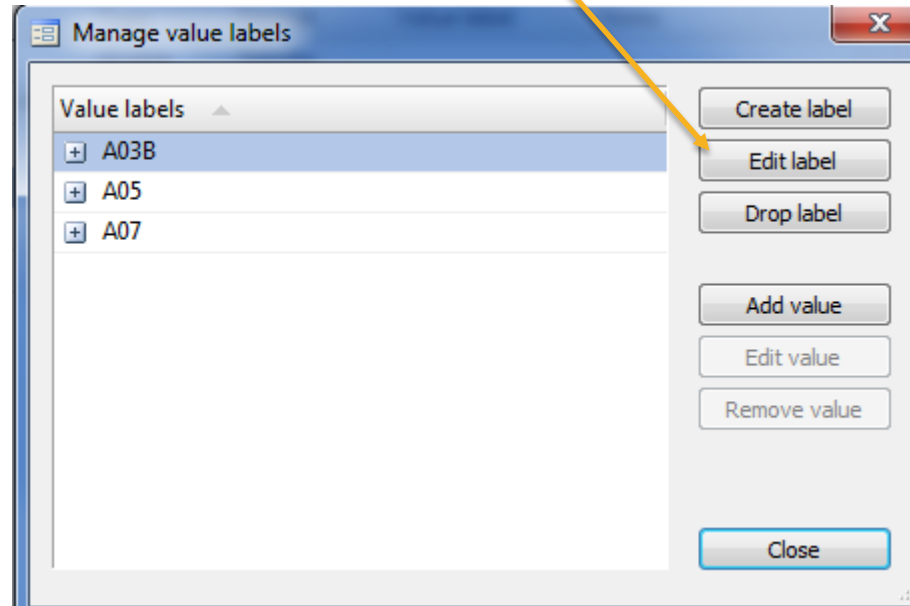 Manage value labels
Value labels
A03B
A05
A07
Create label
Edit label
Drop label
Add value
Edit value
Remove value
Close